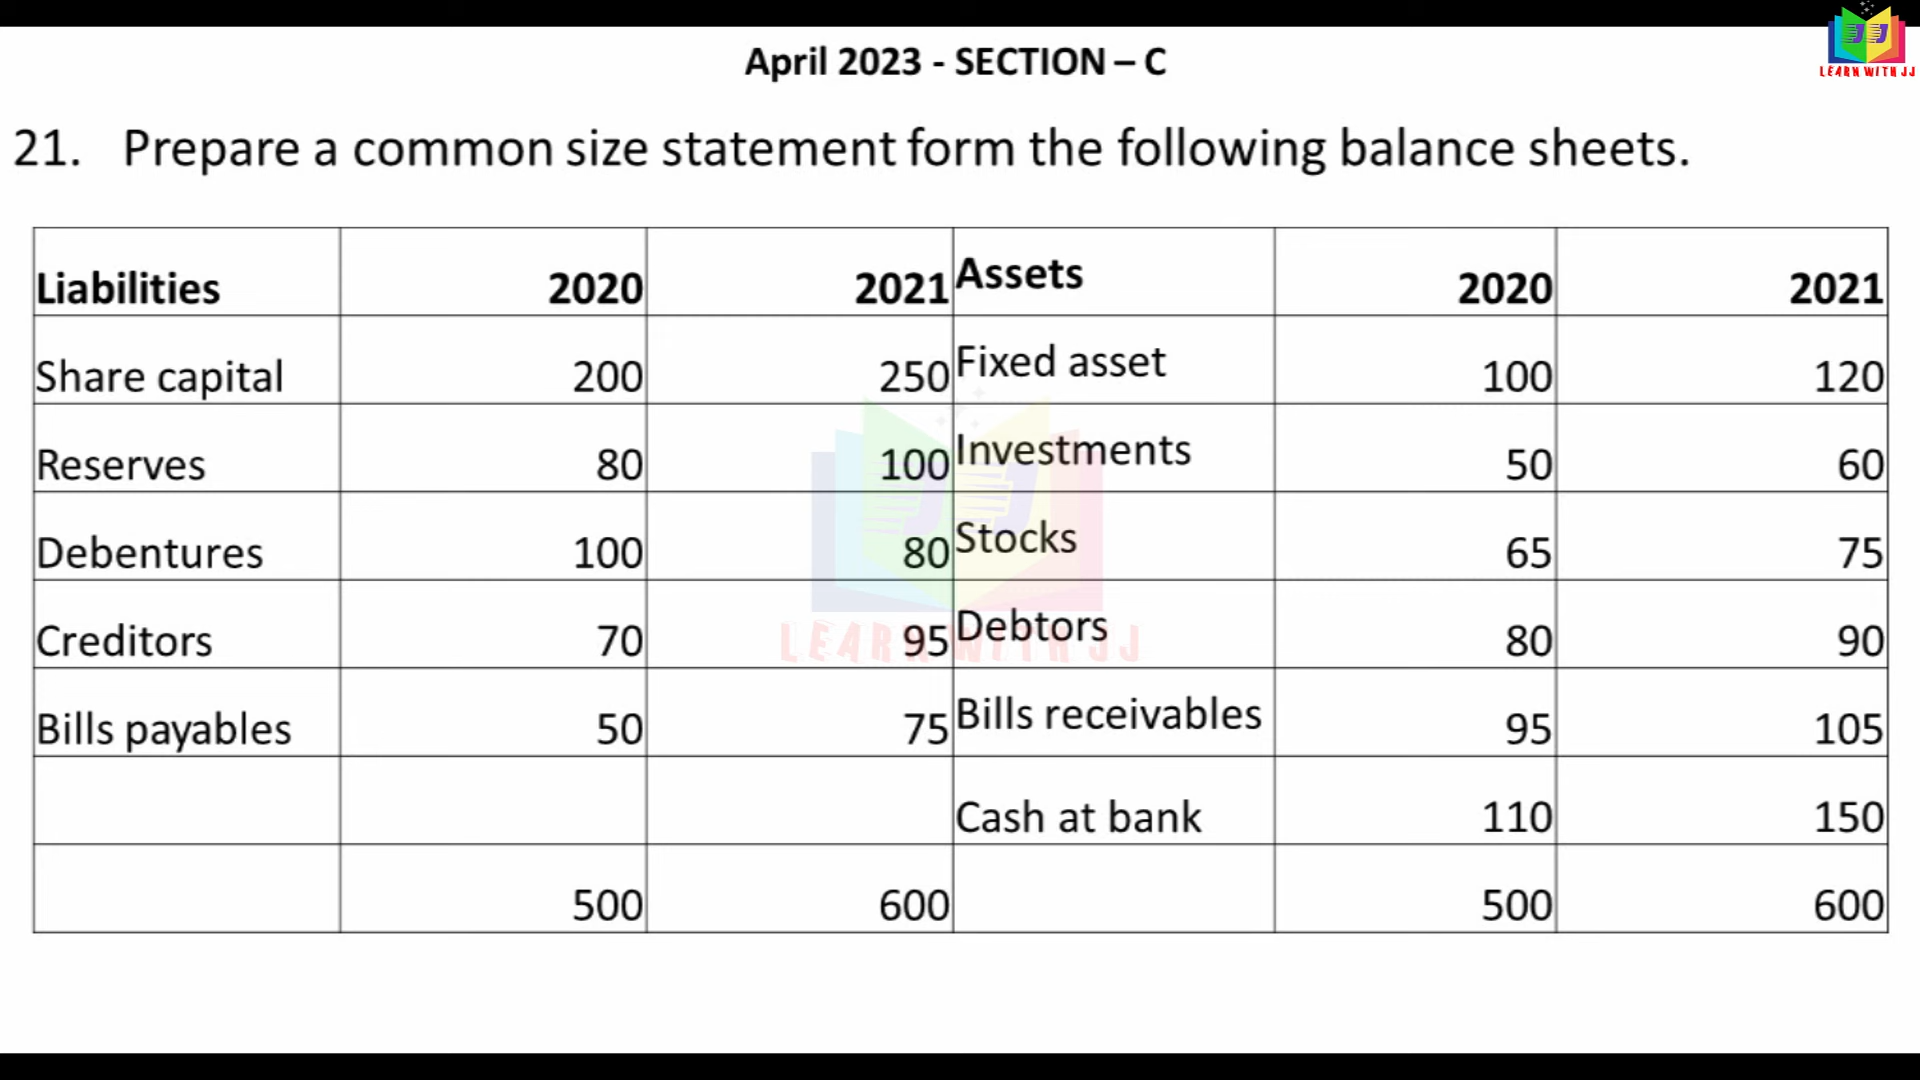 LEARN WITH JJ
April 2023 - SECTION – C
21. Prepare a common size statement form the following balance sheets.
Liabilities 2020 2021 Assets 2020 2021
Share capital 200 250 Fixed asset 100 120
Reserves 80 100 Investments 50 60
Debentures 100 80 Stocks 65 75
Creditors 70 95 Debtors 80 90
LEARN WITH JJ
Bills payables 50 75 Bills receivables 95 105
Cash at bank 110 150
500 600 500 600